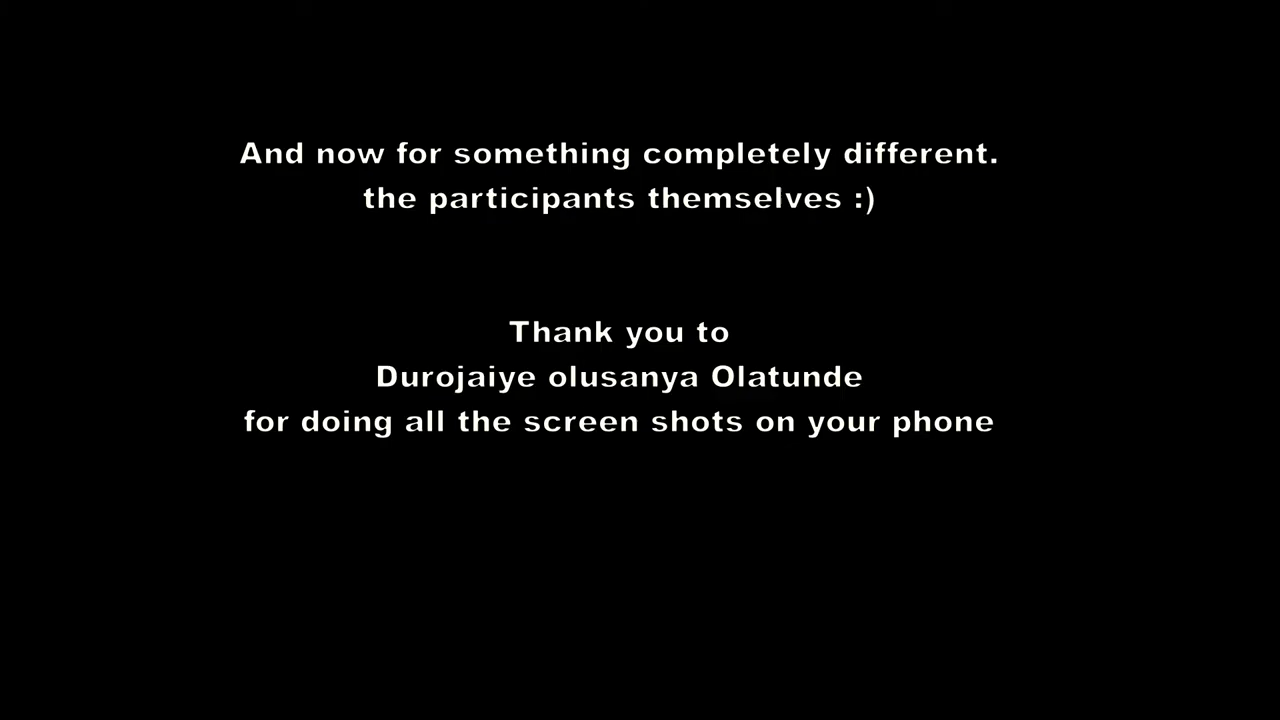 And now for something completely different.
the participants themselves :)
Thank you to
Durojaiye olusanya Olatunde
for doing all the screen shots on your phone